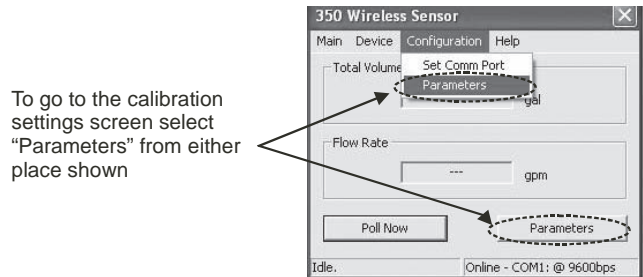 To go to the calibration
settings screen select
“Parameters” from either
place shown
350 Wireless Sensor
Main Device Configuration Help
Set Comm Port
Parameters
Total Volume
gal
Flow Rate
--- gpm
Poll Now Parameters
Idle. Online - COM1: @ 9600bps